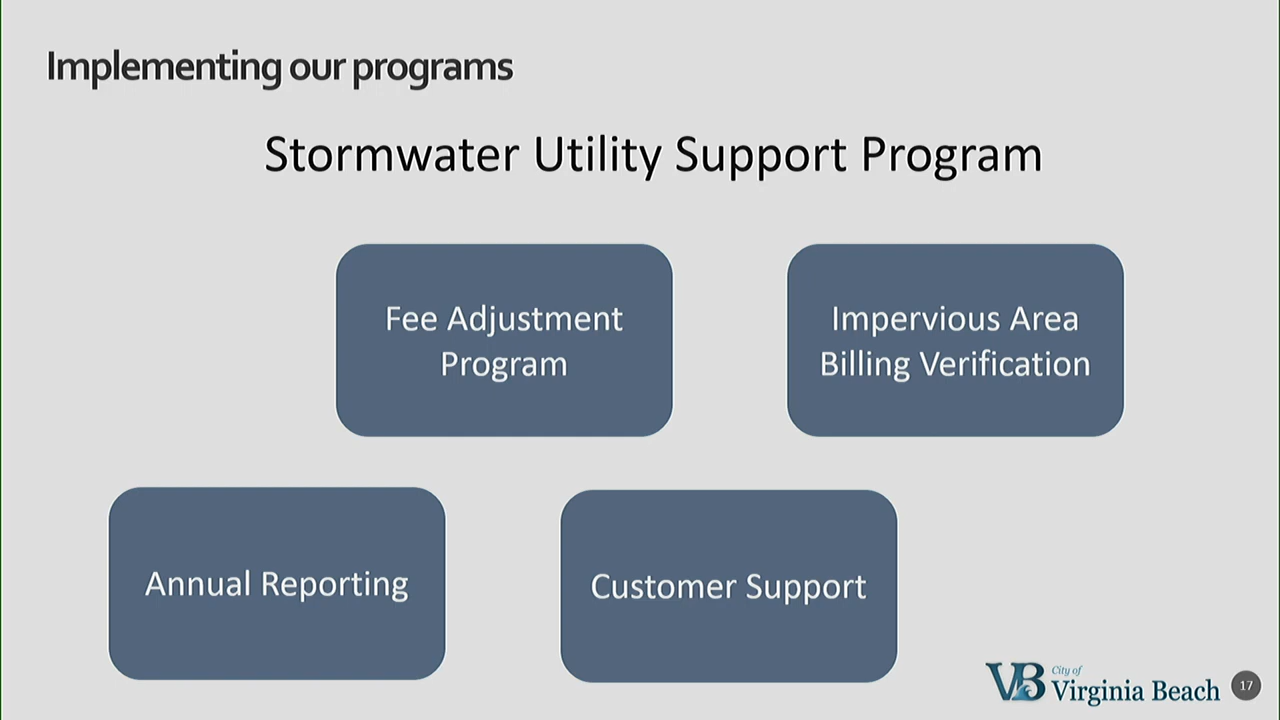 Implementing our programs
Stormwater Utility Support Program
Fee Adjustment
Program
Impervious Area
Billing Verification
Annual Reporting
Customer Support
VB
City of
Virginia Beach
17